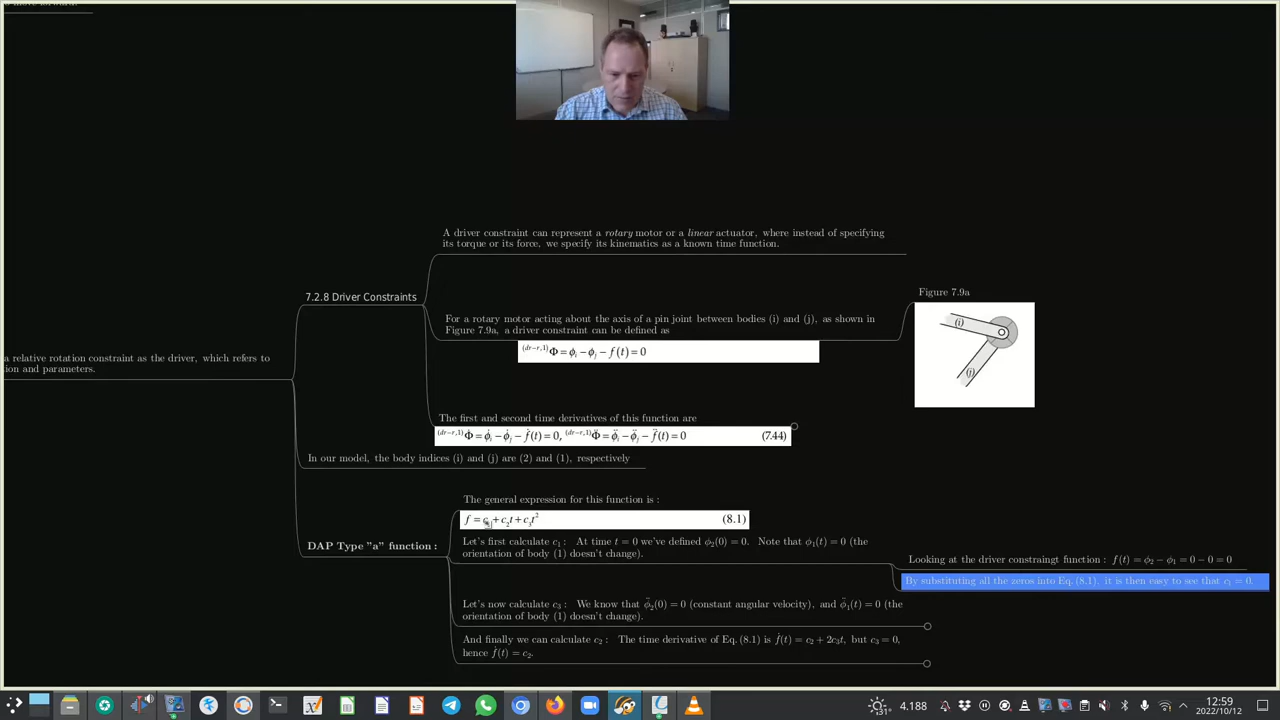 A driver constraint can represent a rotary motor or a linear actuator, where instead of specifying
its torque or its force, we specify its kinematics as a known time function.
7.2.8 Driver Constraints
Figure 7.9a
For a rotary motor acting about the axis of a pin joint between bodies (i) and (j), as shown in
Figure 7.9a, a driver constraint can be defined as
(dr−r,1)Φ = ϕi − ϕj − f(t) = 0
(i)
(j)
a relative rotation constraint as the driver, which refers to
tion and parameters.
The first and second time derivatives of this function are
(dr−r,1)Φ̇ = ϕ̇i − ϕ̇j − ḟ(t) = 0, (dr−r,1)Φ̈ = ϕ̈i − ϕ̈j − f̈(t) = 0 (7.44)
In our model, the body indices (i) and (j) are (2) and (1), respectively
The general expression for this function is :
f = c1 + c2t + c3t² (8.1)
DAP Type "a" function :
Let's first calculate c1 : At time t = 0 we've defined ϕ2(0) = 0. Note that ϕ1(t) = 0 (the
orientation of body (1) doesn't change).
Looking at the driver constraingt function : f(t) = ϕ2 − ϕ1 = 0 − 0 = 0
By substituting all the zeros into Eq. (8.1), it is then easy to see that c1 = 0.
Let's now calculate c3 : We know that ϕ̈2(0) = 0 (constant angular velocity), and ϕ̈1(t) = 0 (the
orientation of body (1) doesn't change).
And finally we can calculate c2 : The time derivative of Eq. (8.1) is ḟ(t) = c2 + 2c3t, but c3 = 0,
hence ḟ(t) = c2.
31°
4.188
12:59
2022/10/12